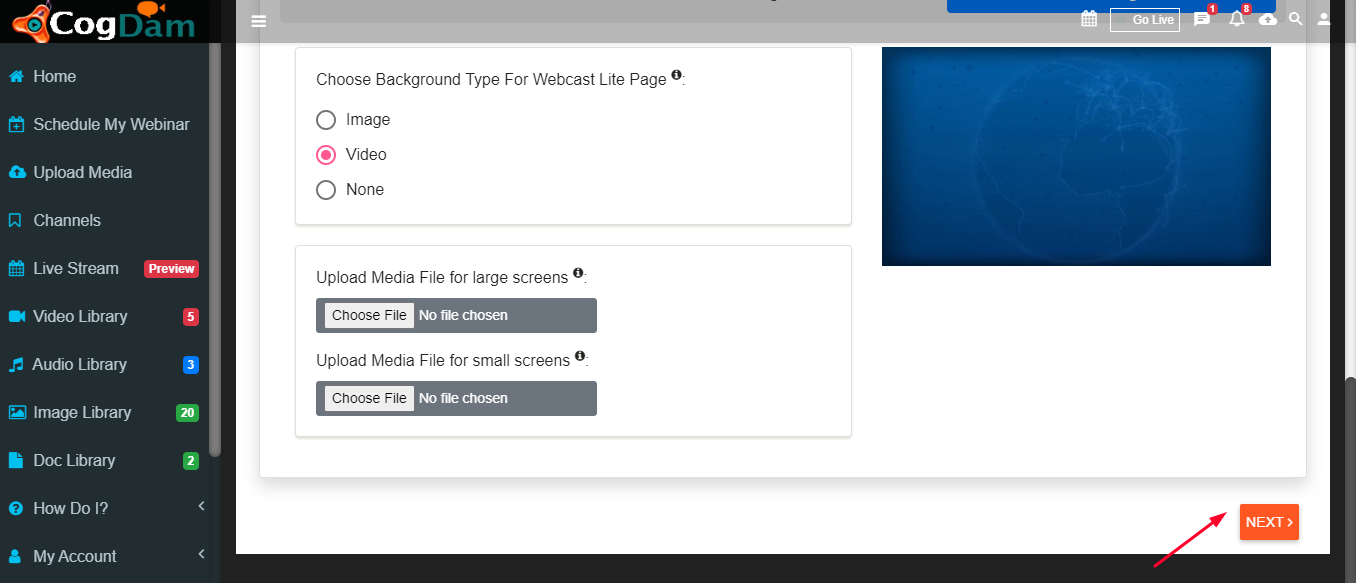 CogDam
Go Live
1
8
Home
Schedule My Webinar
Upload Media
Channels
Live Stream Preview
Video Library 5
Audio Library 3
Image Library 20
Doc Library 2
How Do I?
My Account
Choose Background Type For Webcast Lite Page :
Image
Video
None
Upload Media File for large screens :
Choose File No file chosen
Upload Media File for small screens :
Choose File No file chosen
NEXT >